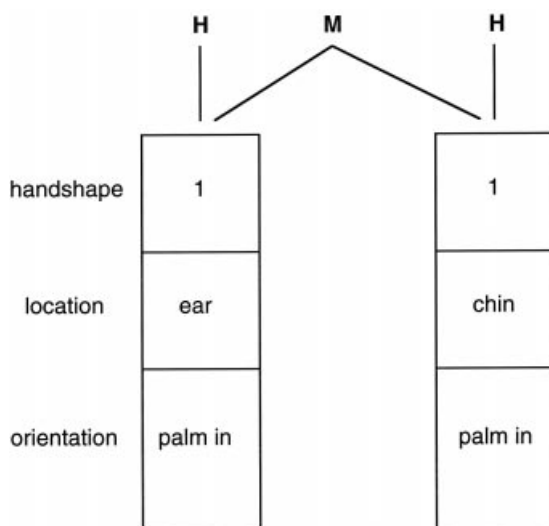 H M H
handshape 1 1
location ear chin
orientation palm in palm in